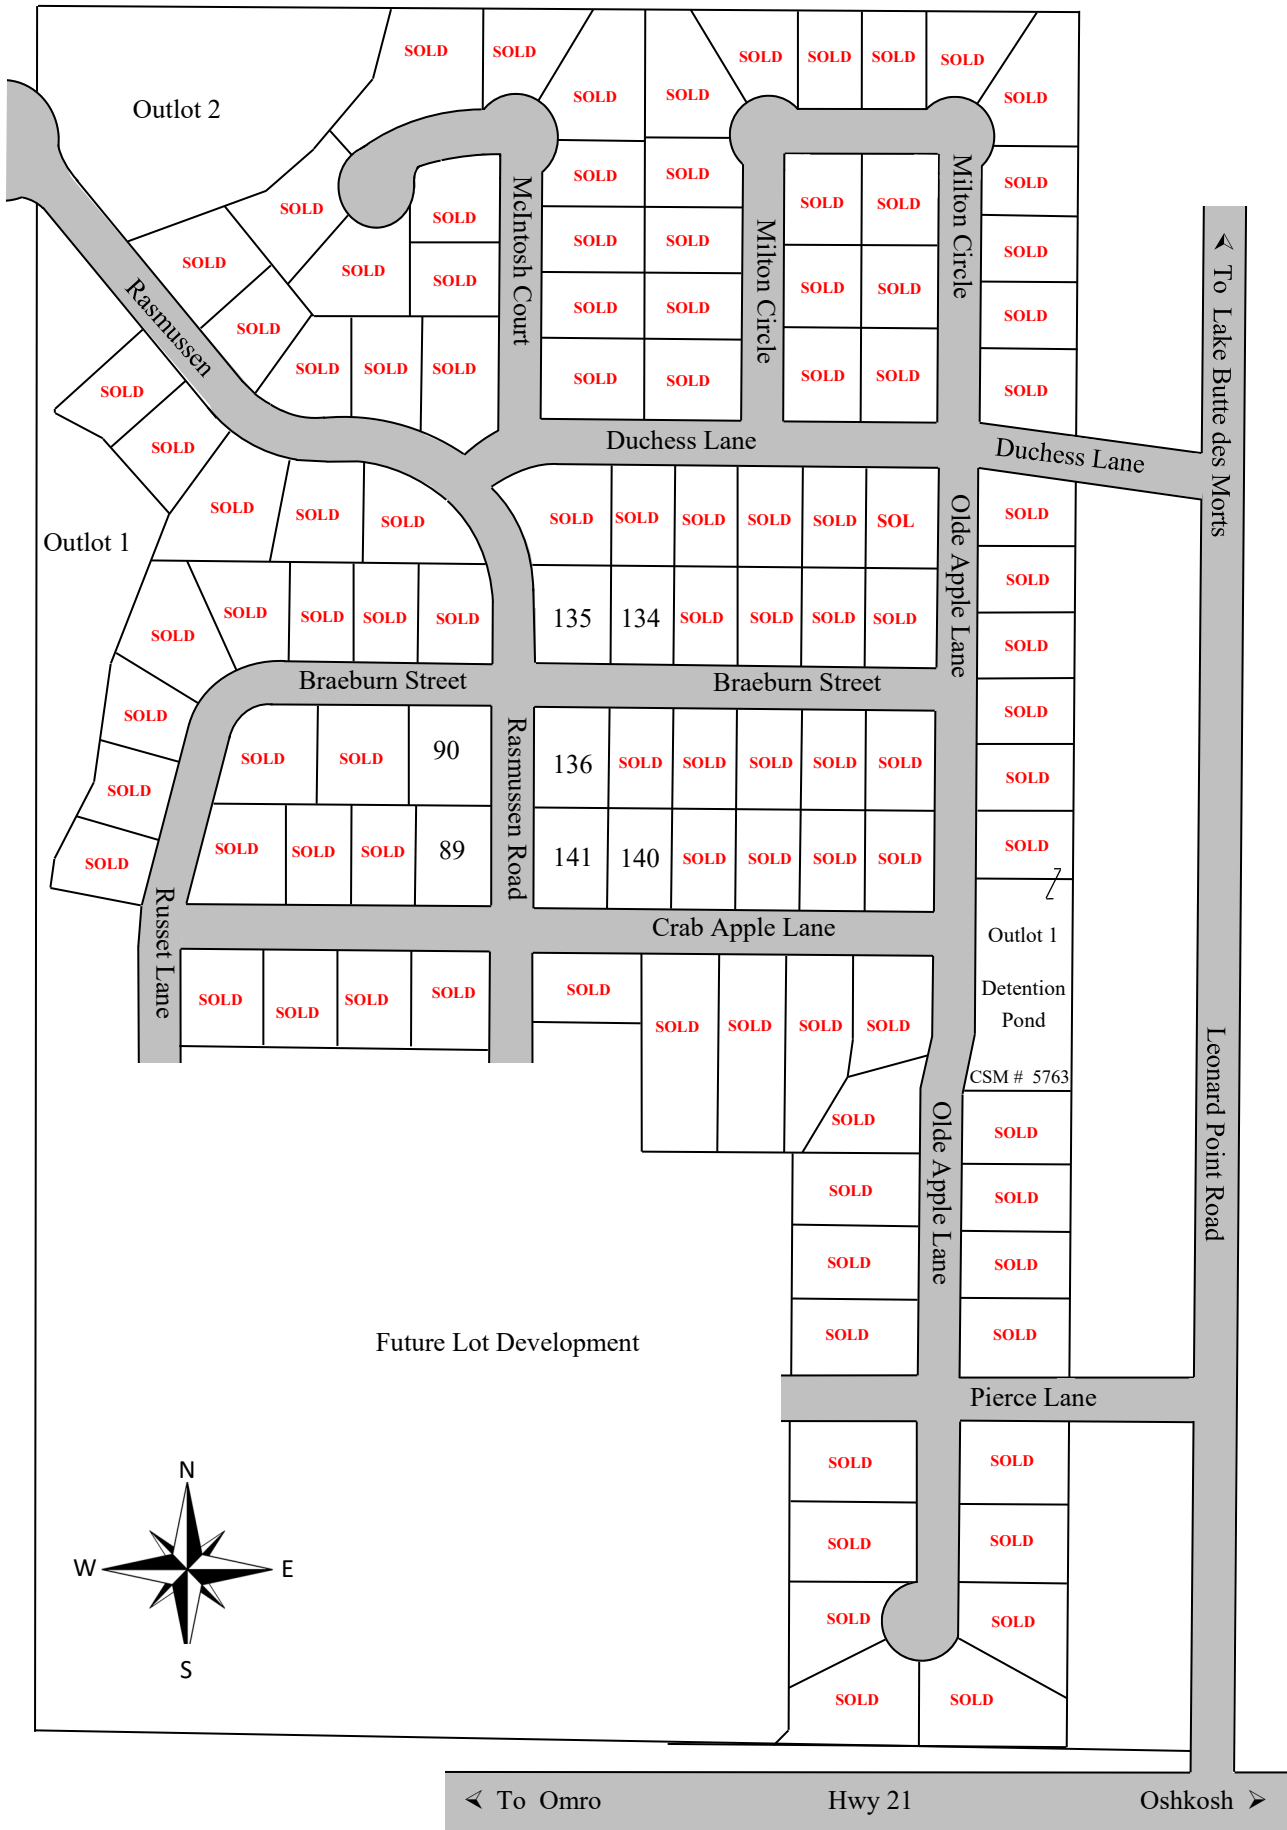 SOLD SOLD SOLD SOLD SOLD SOLD
SOLD SOLD SOLD
Outlot 2
SOLD SOLD SOLD
SOLD SOLD SOLD SOLD
McIntosh Court
Milton Circle
Milton Circle
SOLD SOLD SOLD SOLD
SOLD SOLD SOLD
To Lake Butte des Morts
Rasmussen
SOLD SOLD SOLD SOLD
SOLD SOLD SOLD SOLD
SOLD SOLD SOLD SOLD SOLD SOLD SOLD
SOLD SOLD
Duchess Lane
SOLD
Duchess Lane
SOLD SOLD SOLD
SOLD SOLD SOLD SOLD SOLD SOL
SOLD
Outlot 1
Olde Apple Lane
SOLD
SOLD SOLD SOLD SOLD
135 134 SOLD SOLD SOLD SOLD
SOLD SOLD
Braeburn Street
Braeburn Street
SOLD SOLD
SOLD SOLD 90
Rasmussen Road
136 SOLD SOLD SOLD SOLD SOLD
SOLD SOLD
SOLD SOLD SOLD SOLD 89
141 140 SOLD SOLD SOLD SOLD
SOLD
Russet Lane
Crab Apple Lane
Outlot 1
Detention
Pond
CSM # 5763
SOLD SOLD SOLD SOLD
SOLD
SOLD SOLD SOLD SOLD
Leonard Point Road
SOLD
Olde Apple Lane
SOLD
SOLD SOLD
SOLD SOLD
SOLD SOLD
Future Lot Development
Pierce Lane
SOLD SOLD
N
W E
S
SOLD SOLD
SOLD SOLD
SOLD SOLD
To Omro Hwy 21 Oshkosh